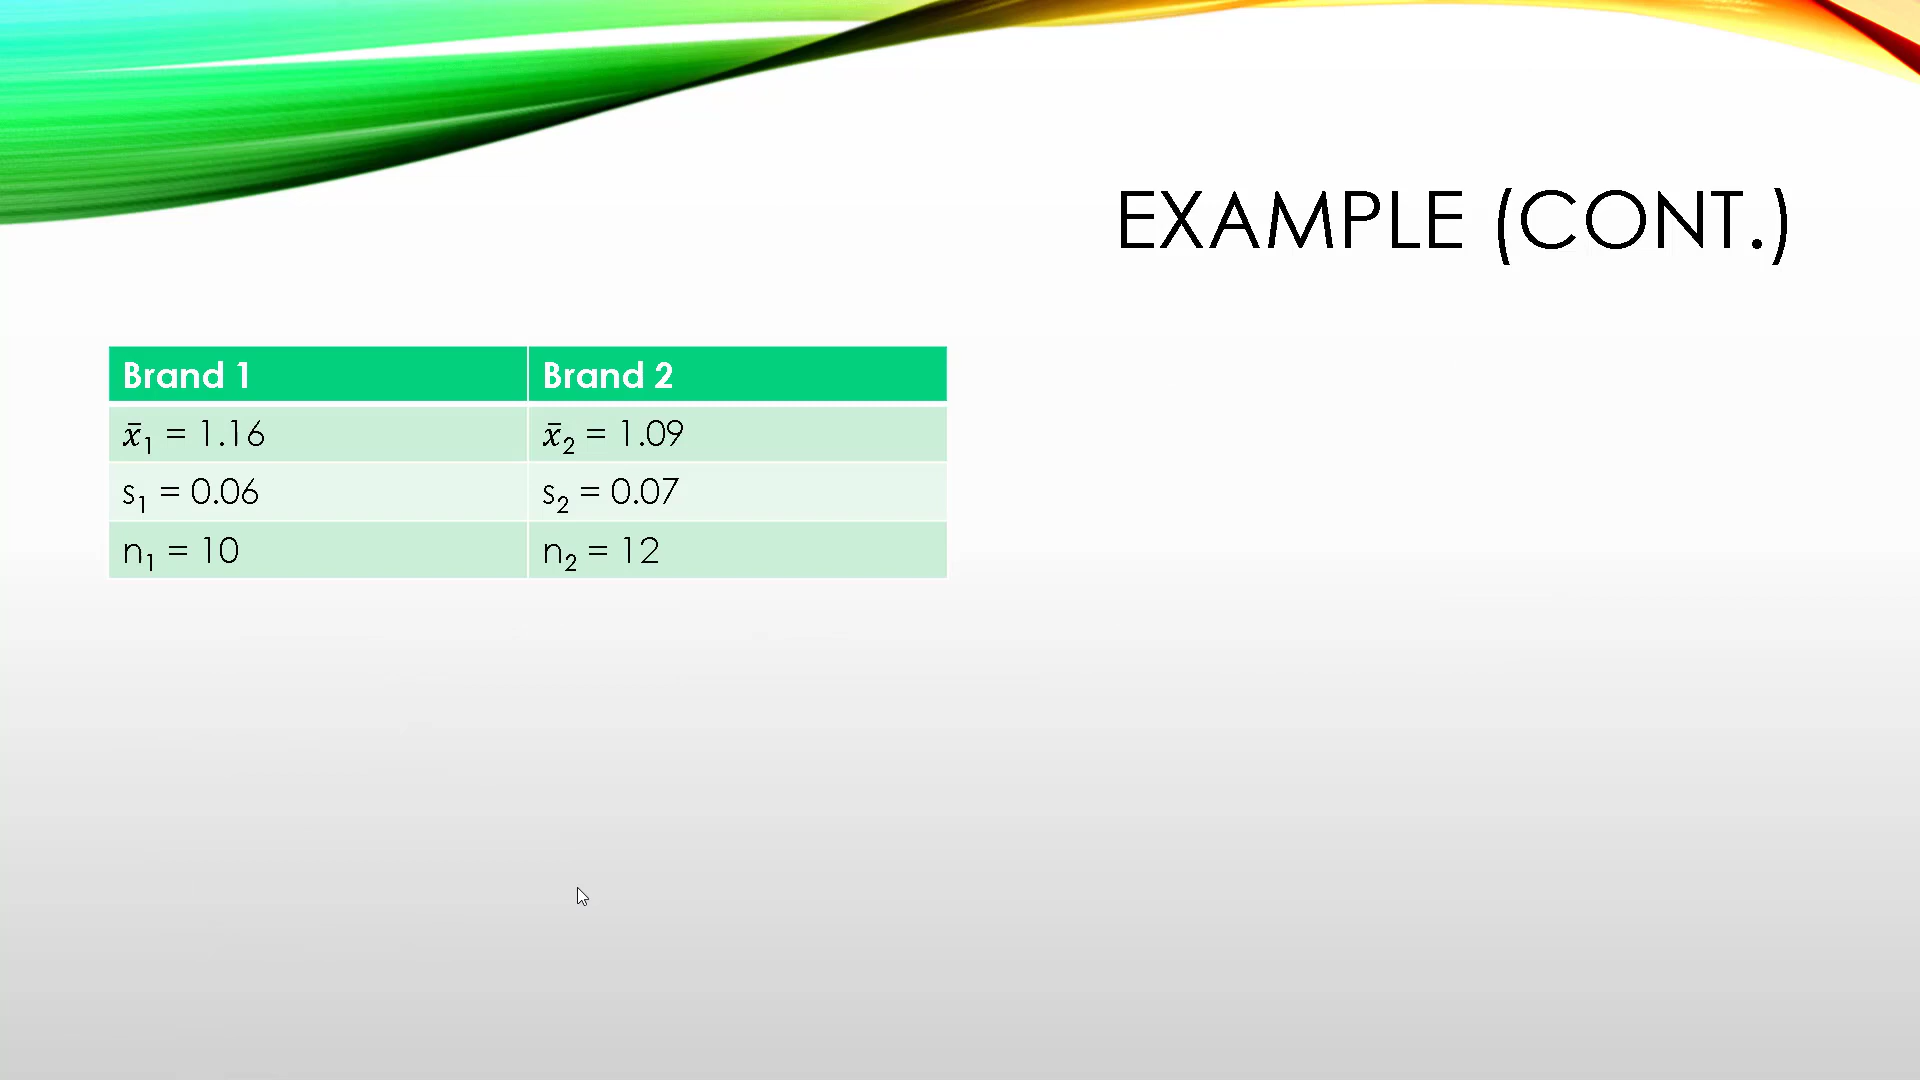 EXAMPLE (CONT.)
Brand 1 Brand 2
x̄₁ = 1.16 x̄₂ = 1.09
s₁ = 0.06 s₂ = 0.07
n₁ = 10 n₂ = 12